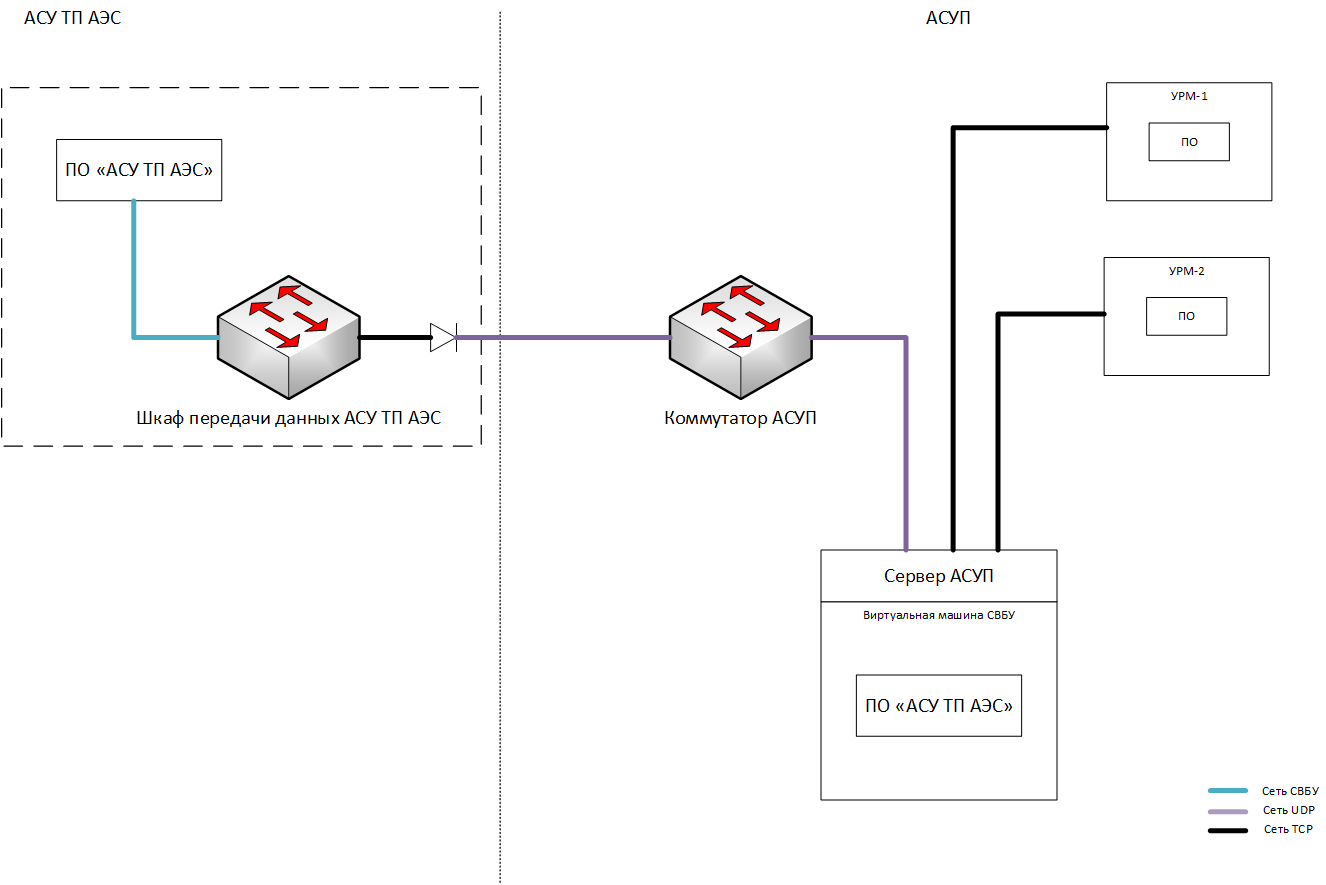 АСУ ТП АЭС
АСУП
УРМ-1
ПО
ПО «АСУ ТП АЭС»
УРМ-2
ПО
Шкаф передачи данных АСУ ТП АЭС
Коммутатор АСУП
Сервер АСУП
Виртуальная машина СВБУ
ПО «АСУ ТП АЭС»
Сеть СВБУ
Сеть UDP
Сеть TCP